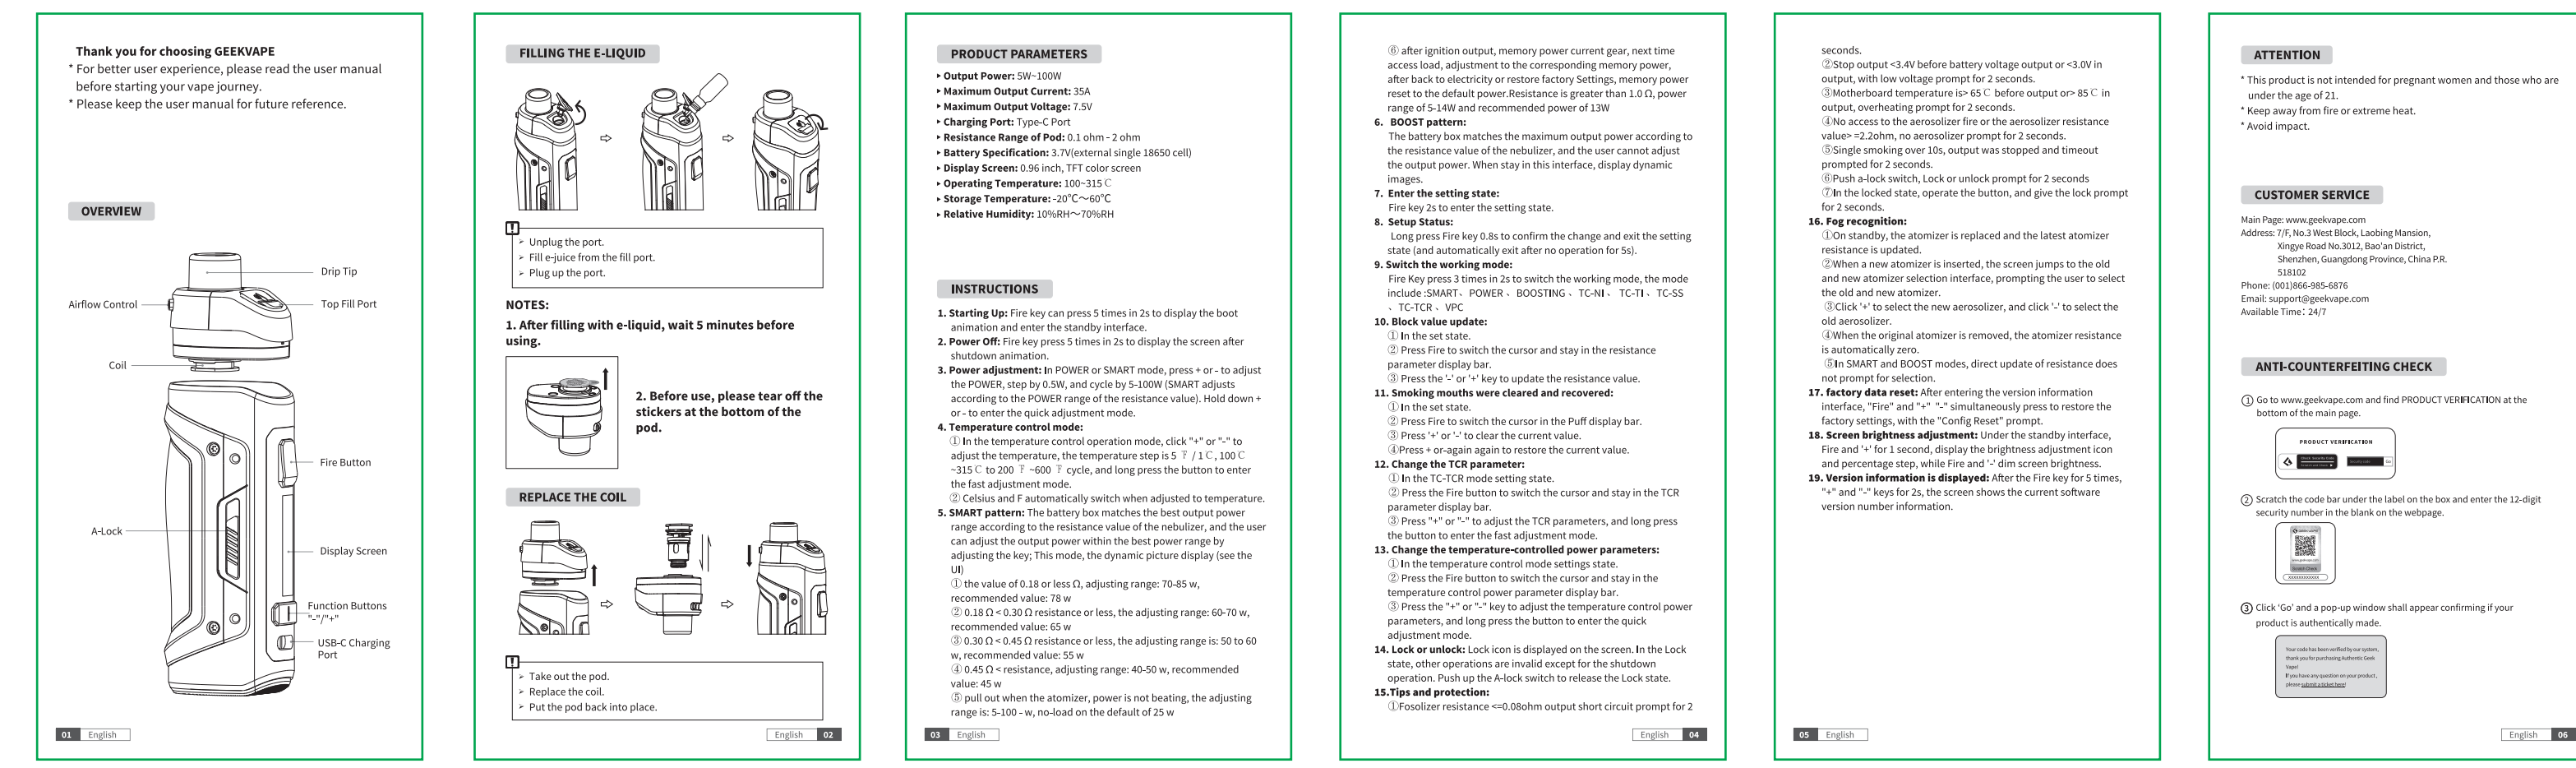 Thank you for choosing GEEKVAPE
* For better user experience, please read the user manual
before starting your vape journey.
* Please keep the user manual for future reference.
OVERVIEW
Drip Tip
Airflow Control
Top Fill Port
Coil
Fire Button
A-Lock
Display Screen
Function Buttons
"-"/"+"
USB-C Charging
Port
01 English
FILLING THE E-LIQUID
➢ Unplug the port.
➢ Fill e-juice from the fill port.
➢ Plug up the port.
NOTES:
1. After filling with e-liquid, wait 5 minutes before
using.
2. Before use, please tear off the
stickers at the bottom of the
pod.
REPLACE THE COIL
➢ Take out the pod.
➢ Replace the coil.
➢ Put the pod back into place.
English 02
PRODUCT PARAMETERS
‣ Output Power: 5W~100W
‣ Maximum Output Current: 35A
‣ Maximum Output Voltage: 7.5V
‣ Charging Port: Type-C Port
‣ Resistance Range of Pod: 0.1 ohm - 2 ohm
‣ Battery Specification: 3.7V(external single 18650 cell)
‣ Display Screen: 0.96 inch, TFT color screen
‣ Operating Temperature: 100~315℃
‣ Storage Temperature: -20℃～60℃
‣ Relative Humidity: 10%RH～70%RH
INSTRUCTIONS
1. Starting Up: Fire key can press 5 times in 2s to display the boot
animation and enter the standby interface.
2. Power Off: Fire key press 5 times in 2s to display the screen after
shutdown animation.
3. Power adjustment: In POWER or SMART mode, press + or - to adjust
the POWER, step by 0.5W, and cycle by 5-100W (SMART adjusts
according to the POWER range of the resistance value). Hold down +
or - to enter the quick adjustment mode.
4. Temperature control mode:
① In the temperature control operation mode, click "+" or "-" to
adjust the temperature, the temperature step is 5 ℉ / 1℃, 100℃
~315℃ to 200 ℉ ~600 ℉ cycle, and long press the button to enter
the fast adjustment mode.
② Celsius and F automatically switch when adjusted to temperature.
5. SMART pattern: The battery box matches the best output power
range according to the resistance value of the nebulizer, and the user
can adjust the output power within the best power range by
adjusting the key; This mode, the dynamic picture display (see the
UI)
① the value of 0.18 or less Ω, adjusting range: 70-85 w,
recommended value: 78 w
② 0.18 Ω < 0.30 Ω resistance or less, the adjusting range: 60-70 w,
recommended value: 65 w
③ 0.30 Ω < 0.45 Ω resistance or less, the adjusting range is: 50 to 60
w, recommended value: 55 w
④ 0.45 Ω < resistance, adjusting range: 40-50 w, recommended
value: 45 w
⑤ pull out when the atomizer, power is not beating, the adjusting
range is: 5-100 - w, no-load on the default of 25 w
03 English
⑥ after ignition output, memory power current gear, next time
access load, adjustment to the corresponding memory power,
after back to electricity or restore factory Settings, memory power
reset to the default power.Resistance is greater than 1.0 Ω, power
range of 5-14W and recommended power of 13W
6. BOOST pattern:
The battery box matches the maximum output power according to
the resistance value of the nebulizer, and the user cannot adjust
the output power. When stay in this interface, display dynamic
images.
7. Enter the setting state:
Fire key 2s to enter the setting state.
8. Setup Status:
Long press Fire key 0.8s to confirm the change and exit the setting
state (and automatically exit after no operation for 5s).
9. Switch the working mode:
Fire Key press 3 times in 2s to switch the working mode, the mode
include :SMART、POWER、BOOSTING、TC-NI、TC-TI、TC-SS
、TC-TCR、VPC
10. Block value update:
① In the set state.
② Press Fire to switch the cursor and stay in the resistance
parameter display bar.
③ Press the '-' or '+' key to update the resistance value.
11. Smoking mouths were cleared and recovered:
① In the set state.
② Press Fire to switch the cursor in the Puff display bar.
③ Press '+' or '-' to clear the current value.
④Press + or-again again to restore the current value.
12. Change the TCR parameter:
① In the TC-TCR mode setting state.
② Press the Fire button to switch the cursor and stay in the TCR
parameter display bar.
③ Press "+" or "-" to adjust the TCR parameters, and long press
the button to enter the fast adjustment mode.
13. Change the temperature-controlled power parameters:
① In the temperature control mode settings state.
② Press the Fire button to switch the cursor and stay in the
temperature control power parameter display bar.
③ Press the "+" or "-" key to adjust the temperature control power
parameters, and long press the button to enter the quick
adjustment mode.
14. Lock or unlock: Lock icon is displayed on the screen. In the Lock
state, other operations are invalid except for the shutdown
operation. Push up the A-lock switch to release the Lock state.
15.Tips and protection:
①Fosolizer resistance <=0.08ohm output short circuit prompt for 2
English 04
seconds.
②Stop output <3.4V before battery voltage output or <3.0V in
output, with low voltage prompt for 2 seconds.
③Motherboard temperature is> 65℃ before output or> 85℃ in
output, overheating prompt for 2 seconds.
④No access to the aerosolizer fire or the aerosolizer resistance
value> =2.2ohm, no aerosolizer prompt for 2 seconds.
⑤Single smoking over 10s, output was stopped and timeout
prompted for 2 seconds.
⑥Push a-lock switch, Lock or unlock prompt for 2 seconds
⑦In the locked state, operate the button, and give the lock prompt
for 2 seconds.
16. Fog recognition:
①On standby, the atomizer is replaced and the latest atomizer
resistance is updated.
②When a new atomizer is inserted, the screen jumps to the old
and new atomizer selection interface, prompting the user to select
the old and new atomizer.
③Click '+' to select the new aerosolizer, and click '-' to select the
old aerosolizer.
④When the original atomizer is removed, the atomizer resistance
is automatically zero.
⑤In SMART and BOOST modes, direct update of resistance does
not prompt for selection.
17. factory data reset: After entering the version information
interface, "Fire" and "+" "-" simultaneously press to restore the
factory settings, with the "Config Reset" prompt.
18. Screen brightness adjustment: Under the standby interface,
Fire and '+' for 1 second, display the brightness adjustment icon
and percentage step, while Fire and '-' dim screen brightness.
19. Version information is displayed: After the Fire key for 5 times,
"+" and "-" keys for 2s, the screen shows the current software
version number information.
05 English
ATTENTION
* This product is not intended for pregnant women and those who are
under the age of 21.
* Keep away from fire or extreme heat.
* Avoid impact.
CUSTOMER SERVICE
Main Page: www.geekvape.com
Address: 7/F, No.3 West Block, Laobing Mansion,
Xingye Road No.3012, Bao'an District,
Shenzhen, Guangdong Province, China P.R.
518102
Phone: (001)866-985-6876
Email: support@geekvape.com
Available Time: 24/7
ANTI-COUNTERFEITING CHECK
① Go to www.geekvape.com and find PRODUCT VERIFICATION at the
bottom of the main page.
PRODUCT VERIFICATION
② Scratch the code bar under the label on the box and enter the 12-digit
security number in the blank on the webpage.
XXXXXXXXXXXX
③ Click 'Go' and a pop-up window shall appear confirming if your
product is authentically made.
Your code has been verified by our system,
thank you for purchasing Authentic Geek
Vape!
If you have any question on your product,
please submit a ticket here!
English 06